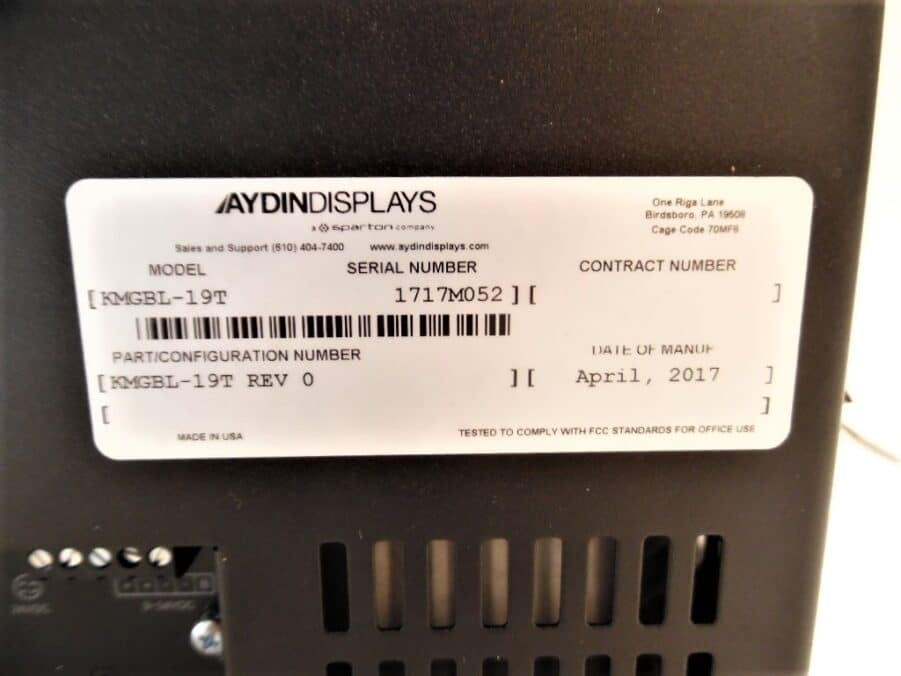 AYDINDISPLAYS
a sparton company
One Riga Lane
Birdsboro, PA 19508
Cage Code 70MF8
Sales and Support (610) 404-7400 www.aydindisplays.com
MODEL SERIAL NUMBER CONTRACT NUMBER
[KMGBL-19T 1717M052] [ ]
PART/CONFIGURATION NUMBER DATE OF MANUF
[KMGBL-19T REV 0 ] [ April, 2017 ]
[ ]
MADE IN USA TESTED TO COMPLY WITH FCC STANDARDS FOR OFFICE USE